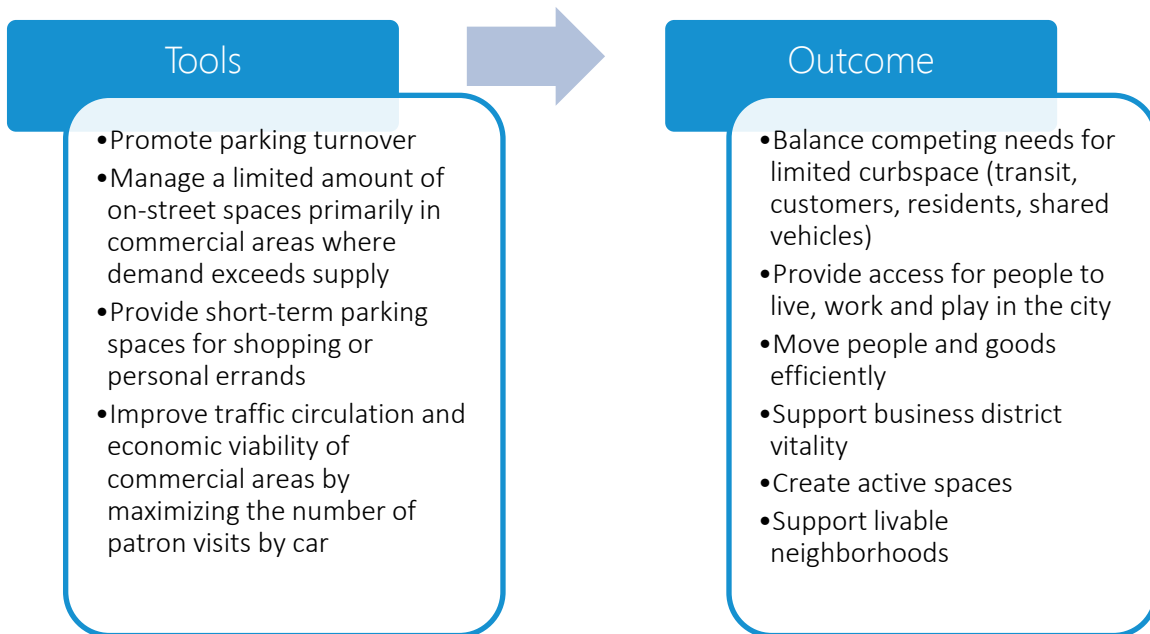 Tools
•Promote parking turnover
•Manage a limited amount of
on-street spaces primarily in
commercial areas where
demand exceeds supply
•Provide short-term parking
spaces for shopping or
personal errands
•Improve traffic circulation and
economic viability of
commercial areas by
maximizing the number of
patron visits by car
Outcome
•Balance competing needs for
limited curbspace (transit,
customers, residents, shared
vehicles)
•Provide access for people to
live, work and play in the city
•Move people and goods
efficiently
•Support business district
vitality
•Create active spaces
•Support livable
neighborhoods